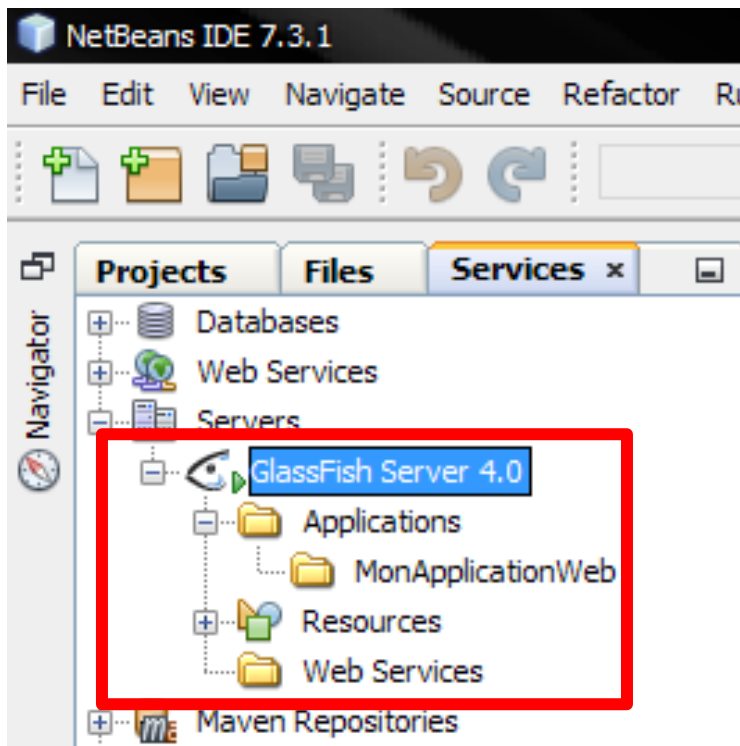 NetBeans IDE 7.3.1
File Edit View Navigate Source Refactor
Projects Files Services
Navigator
Databases
Web Services
Servers
GlassFish Server 4.0
Applications
MonApplicationWeb
Resources
Web Services
Maven Repositories